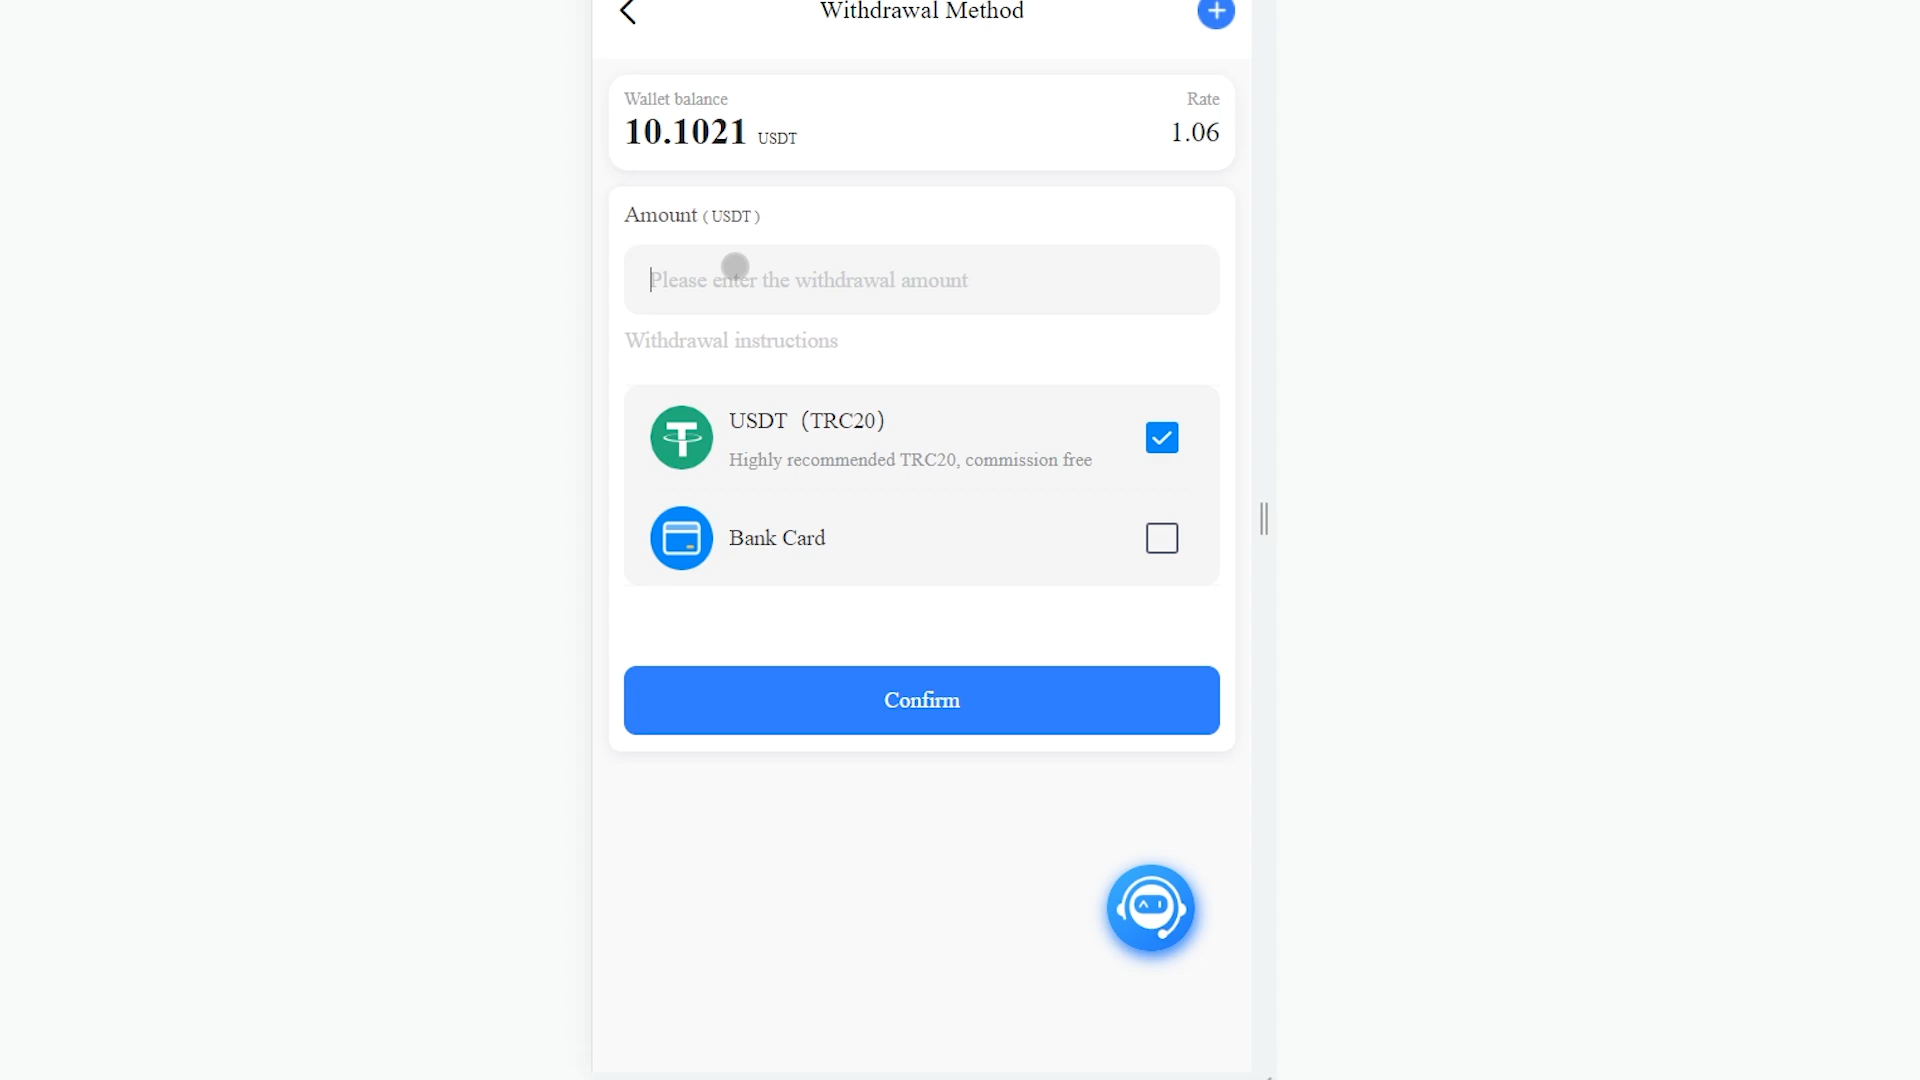 Withdrawal Method
Wallet balance
Rate
10.1021 USDT
1.06
Amount（USDT）
Please enter the withdrawal amount
Withdrawal instructions
USDT（TRC20）
Highly recommended TRC20, commission free
Bank Card
Confirm